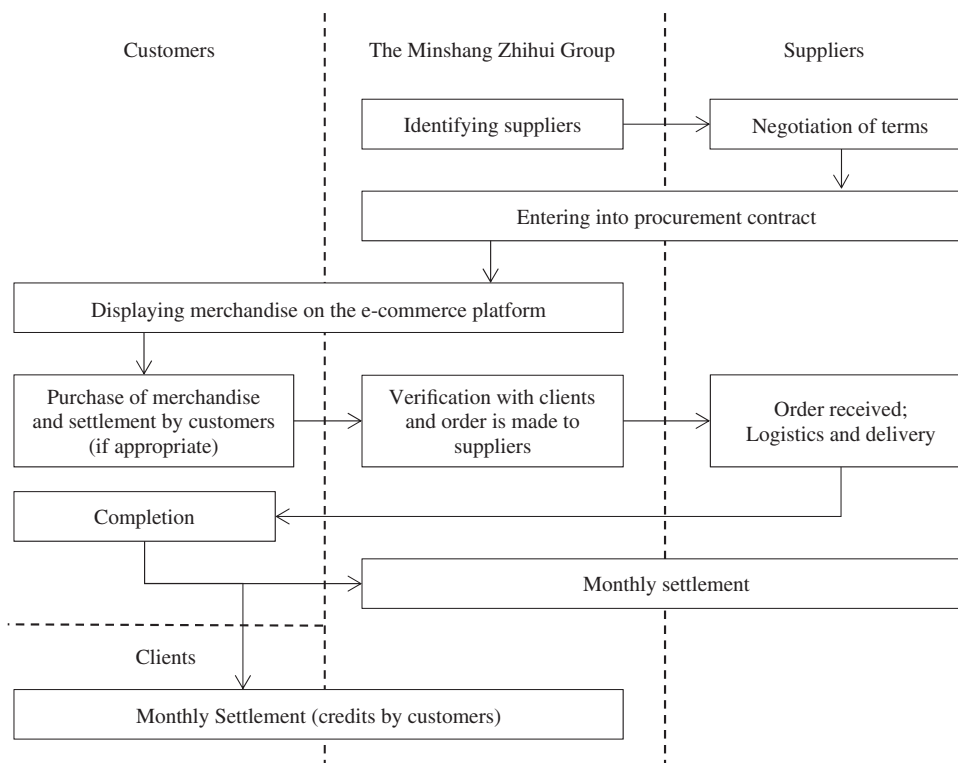 Customers
The Minshang Zhihui Group
Suppliers
Identifying suppliers
Negotiation of terms
Entering into procurement contract
Displaying merchandise on the e-commerce platform
Purchase of merchandise
and settlement by customers
(if appropriate)
Verification with clients
and order is made to
suppliers
Order received;
Logistics and delivery
Completion
Monthly settlement
Clients
Monthly Settlement (credits by customers)